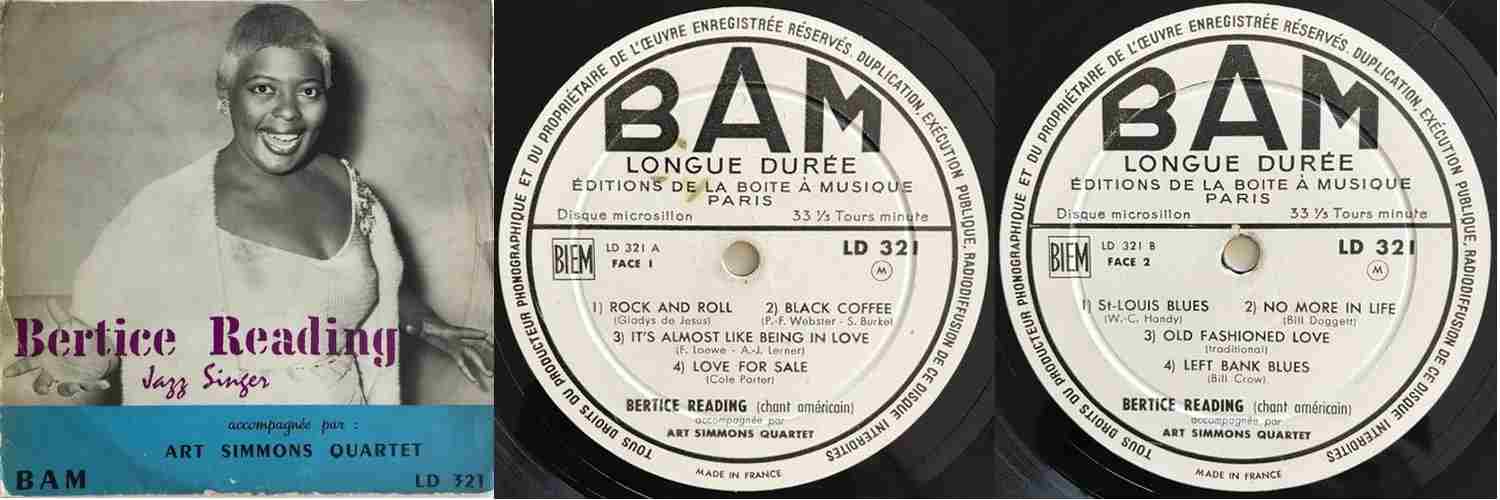 Bertice Reading
Jazz Singer
accompagnée par :
ART SIMMONS QUARTET
BAM
LD 321
TOUS DROITS DU PRODUCTEUR PHONOGRAPHIQUE ET DU PROPRIÉTAIRE DE L'ŒUVRE ENREGISTRÉE RÉSERVÉS. DUPLICATION, EXÉCUTION PUBLIQUE, RADIODIFFUSION DE CE DISQUE INTERDITES
BAM
LONGUE DURÉE
ÉDITIONS DE LA BOITE À MUSIQUE
PARIS
Disque microsillon 33 ⅓ Tours minute
BIEM LD 321 A LD 321
FACE 1 M
1) ROCK AND ROLL 2) BLACK COFFEE
(Gladys de Jesus) (P.-F. Webster - S. Burke)
3) IT'S ALMOST LIKE BEING IN LOVE
(F. Loewe - A.-J. Lerner)
4) LOVE FOR SALE
(Cole Porter)
BERTICE READING (chant américain)
accompagnée par
ART SIMMONS QUARTET
MADE IN FRANCE
TOUS DROITS DU PRODUCTEUR PHONOGRAPHIQUE ET DU PROPRIÉTAIRE DE L'ŒUVRE ENREGISTRÉE RÉSERVÉS. DUPLICATION, EXÉCUTION PUBLIQUE, RADIODIFFUSION DE CE DISQUE INTERDITES
BAM
LONGUE DURÉE
ÉDITIONS DE LA BOITE À MUSIQUE
PARIS
Disque microsillon 33 ⅓ Tours minute
BIEM LD 321 B LD 321
FACE 2 M
1) St-LOUIS BLUES 2) NO MORE IN LIFE
(W.-C. Handy) (Bill Doggett)
3) OLD FASHIONED LOVE
(traditional)
4) LEFT BANK BLUES
(Bill Crow)
BERTICE READING (chant américain)
accompagnée par
ART SIMMONS QUARTET
MADE IN FRANCE